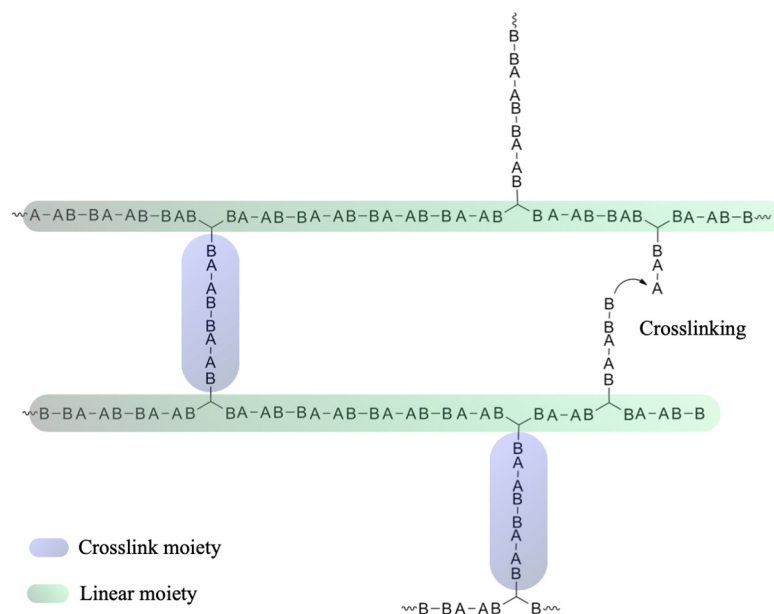 B
B
A
A
B
B
A
A
B
A–AB–BA–AB–BAB BA–AB–BA–AB–BA–AB–BA–AB BA–AB–BAB BA–AB–B
B
A
A
B
B
A
A
B
B
A
A
B
B
A
A
B
Crosslinking
B–BA–AB–BA–AB BA–AB–BA–AB–BA–AB–BA–AB BA–AB BA–AB–B
B
A
A
B
B
A
A
B
Crosslink moiety
Linear moiety
B–BA–AB B